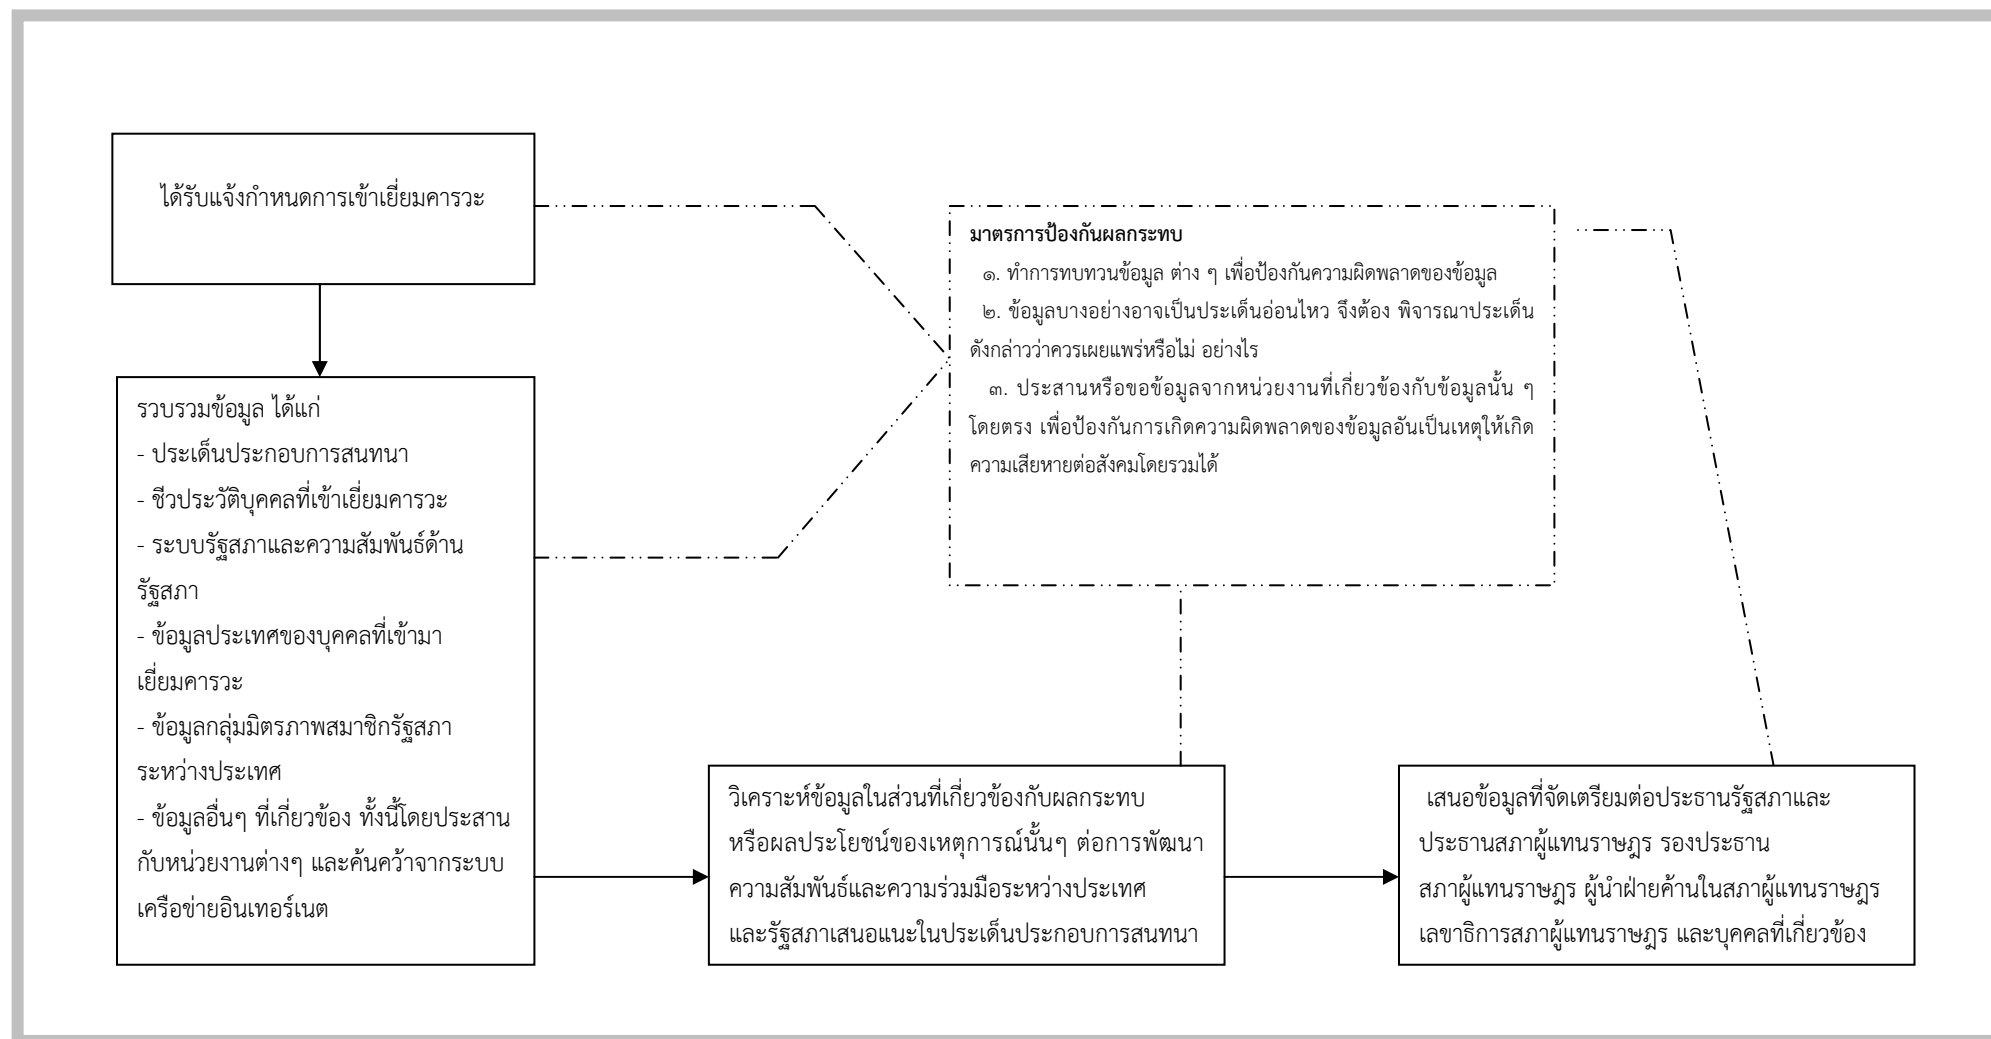 ได้รับแจ้งกำหนดการเข้าเยี่ยมคารวะ
มาตรการป้องกันผลกระทบ
๑. ทำการทบทวนข้อมูล ต่าง ๆ เพื่อป้องกันความผิดพลาดของข้อมูล
๒. ข้อมูลบางอย่างอาจเป็นประเด็นอ่อนไหว จึงต้อง พิจารณาประเด็น
ดังกล่าวว่าควรเผยแพร่หรือไม่ อย่างไร
๓. ประสานหรือขอข้อมูลจากหน่วยงานที่เกี่ยวข้องกับข้อมูลนั้น ๆ
โดยตรง เพื่อป้องกันการเกิดความผิดพลาดของข้อมูลอันเป็นเหตุให้เกิด
ความเสียหายต่อสังคมโดยรวมได้
รวบรวมข้อมูล ได้แก่
- ประเด็นประกอบการสนทนา
- ชีวประวัติบุคคลที่เข้าเยี่ยมคารวะ
- ระบบรัฐสภาและความสัมพันธ์ด้าน
รัฐสภา
- ข้อมูลประเทศของบุคคลที่เข้ามา
เยี่ยมคารวะ
- ข้อมูลกลุ่มมิตรภาพสมาชิกรัฐสภา
ระหว่างประเทศ
- ข้อมูลอื่นๆ ที่เกี่ยวข้อง ทั้งนี้โดยประสาน
กับหน่วยงานต่างๆ และค้นคว้าจากระบบ
เครือข่ายอินเทอร์เนต
วิเคราะห์ข้อมูลในส่วนที่เกี่ยวข้องกับผลกระทบ
หรือผลประโยชน์ของเหตุการณ์นั้นๆ ต่อการพัฒนา
ความสัมพันธ์และความร่วมมือระหว่างประเทศ
และรัฐสภาเสนอแนะในประเด็นประกอบการสนทนา
เสนอข้อมูลที่จัดเตรียมต่อประธานรัฐสภาและ
ประธานสภาผู้แทนราษฎร รองประธาน
สภาผู้แทนราษฎร ผู้นำฝ่ายค้านในสภาผู้แทนราษฎร
เลขาธิการสภาผู้แทนราษฎร และบุคคลที่เกี่ยวข้อง